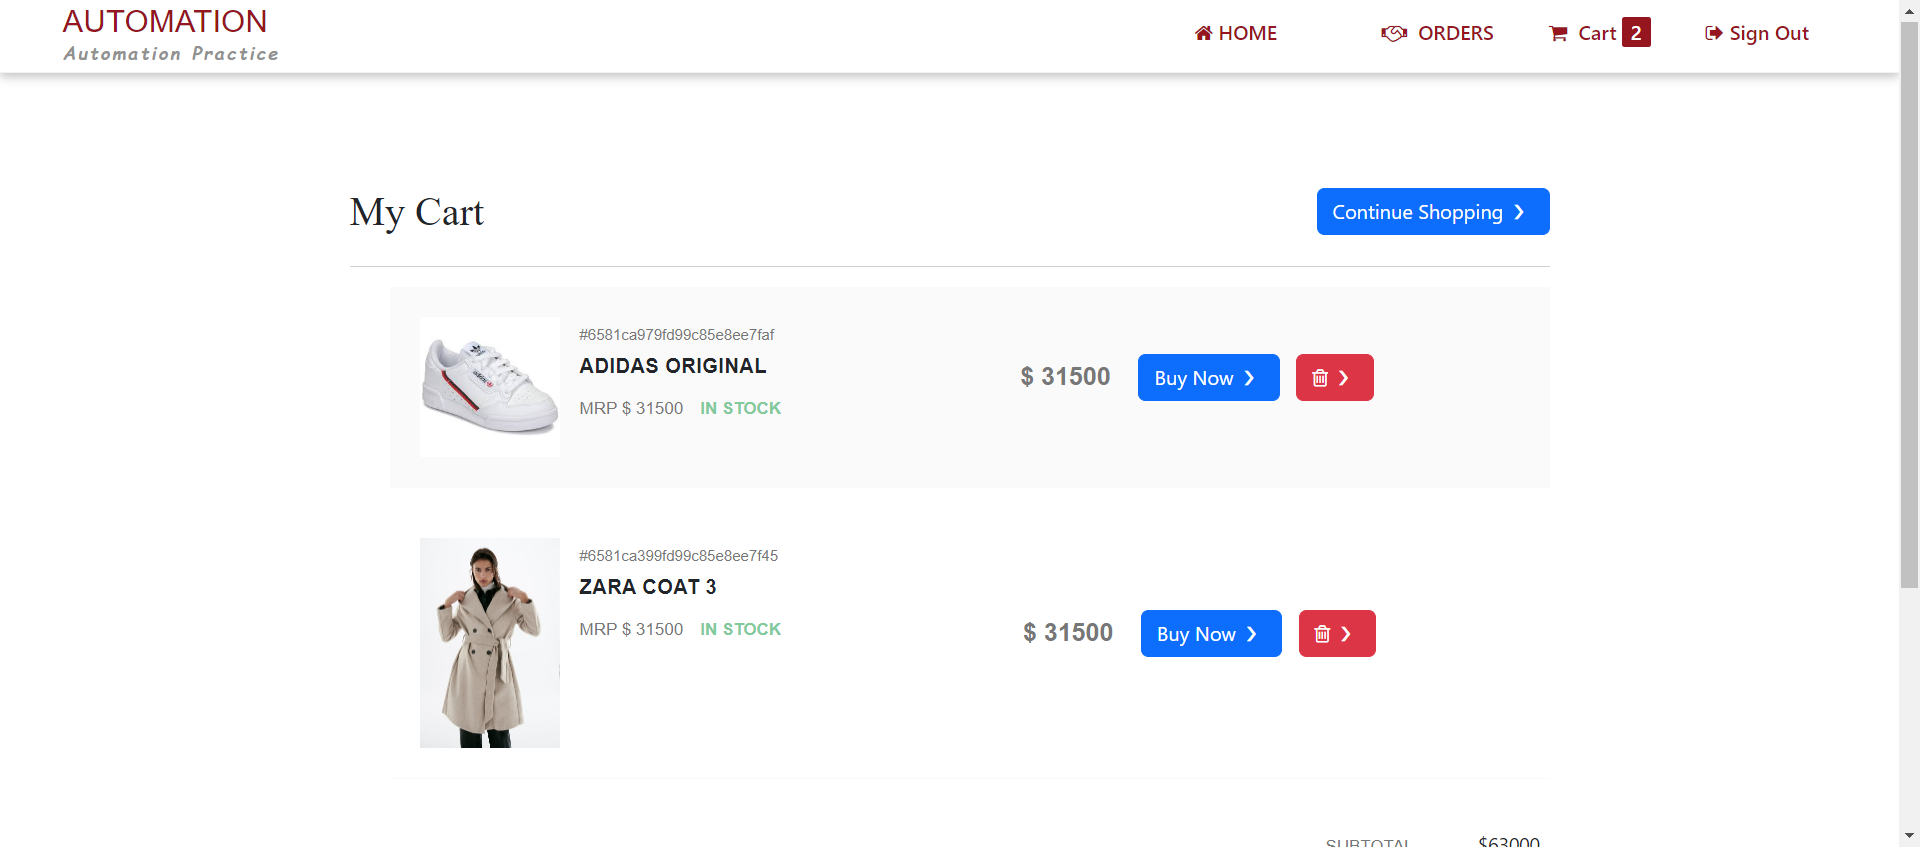 AUTOMATION
Automation Practice
HOME
ORDERS
Cart 2
Sign Out
My Cart
Continue Shopping
#6581ca979fd99c85e8ee7faf
ADIDAS ORIGINAL
MRP $ 31500 IN STOCK
$ 31500
Buy Now
#6581ca399fd99c85e8ee7f45
ZARA COAT 3
MRP $ 31500 IN STOCK
$ 31500
Buy Now
SUBTOTAL $63000